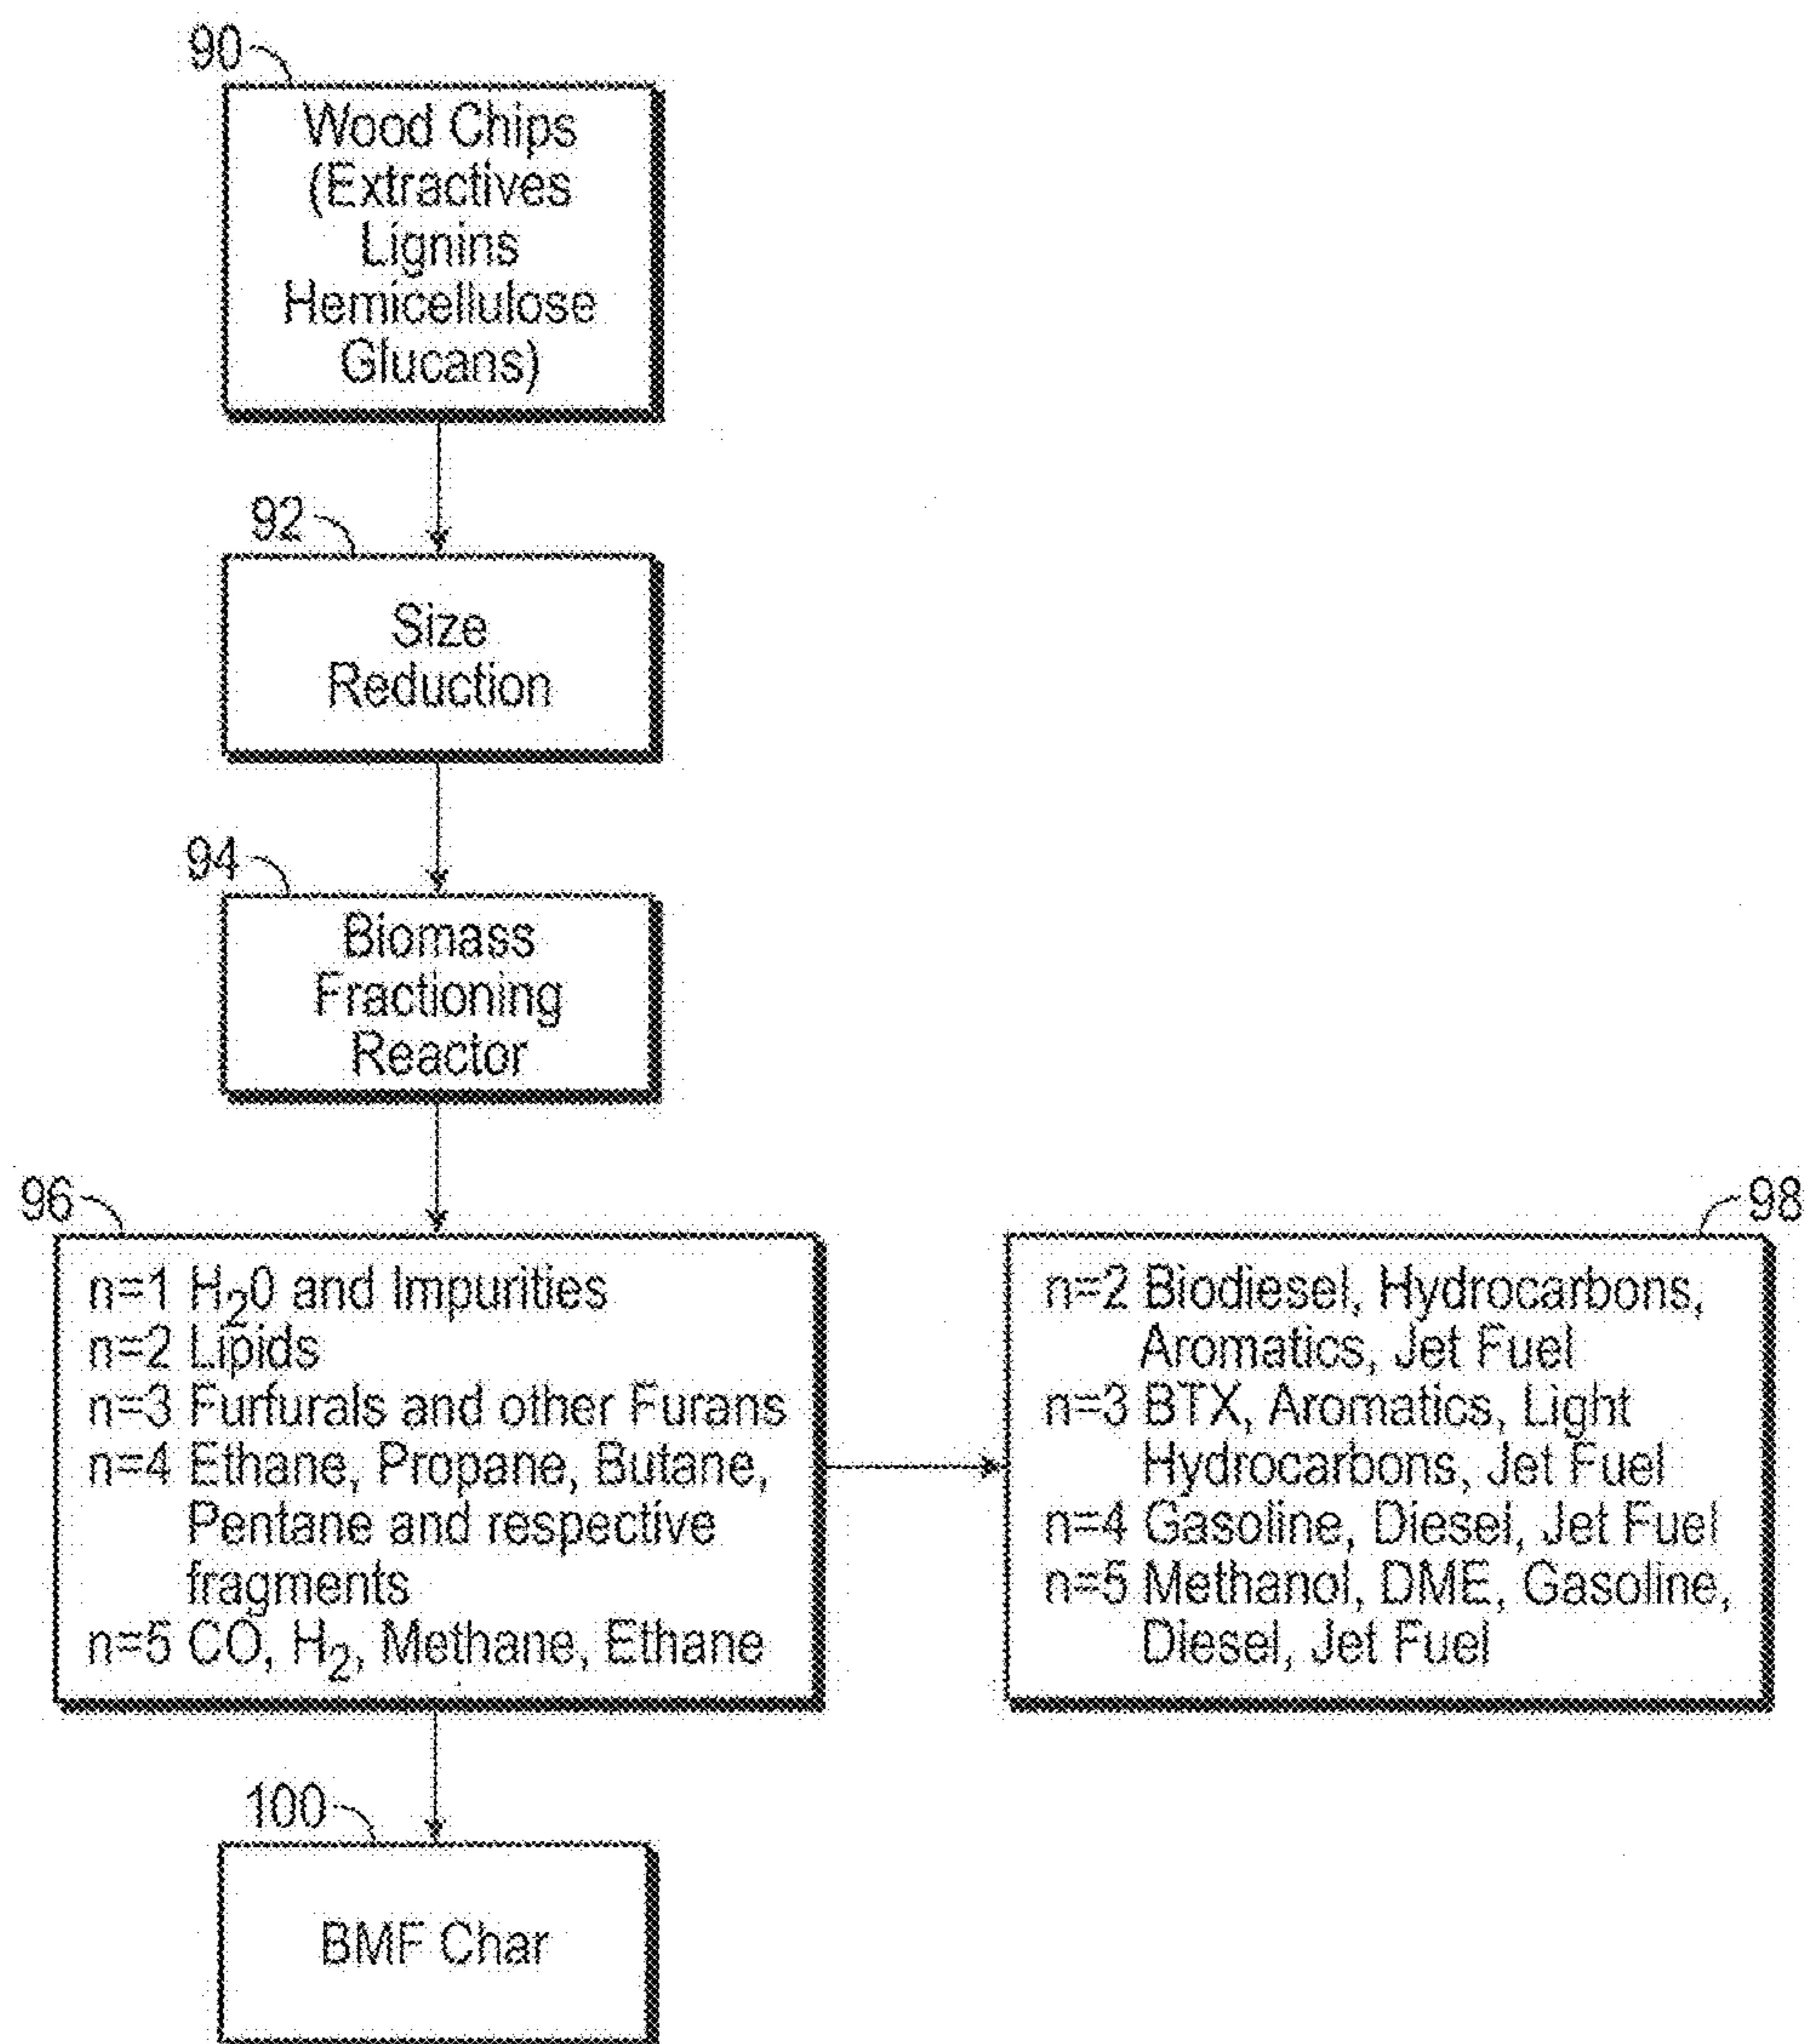 90
Wood Chips
(Extractives
Lignins
Hemicellulose
Glucans)
92
Size
Reduction
94
Biomass
Fractioning
Reactor
96
n=1 H₂0 and Impurities
n=2 Lipids
n=3 Furfurals and other Furans
n=4 Ethane, Propane, Butane,
Pentane and respective
fragments
n=5 CO, H₂, Methane, Ethane
98
n=2 Biodiesel, Hydrocarbons,
Aromatics, Jet Fuel
n=3 BTX, Aromatics, Light
Hydrocarbons, Jet Fuel
n=4 Gasoline, Diesel, Jet Fuel
n=5 Methanol, DME, Gasoline,
Diesel, Jet Fuel
100
BMF Char